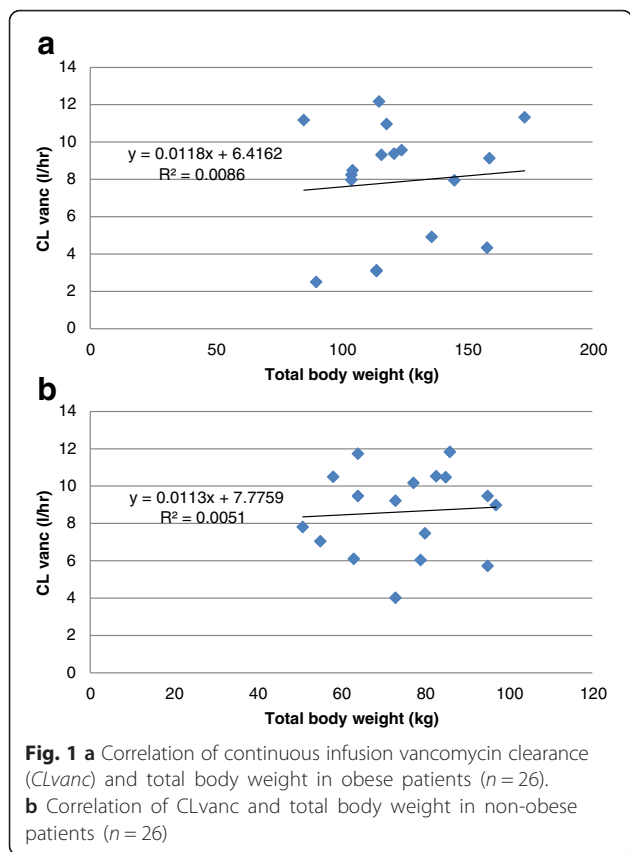 a
14
12
10
8
6
4
2
0
CL vanc (l/hr)
y = 0.0118x + 6.4162
R² = 0.0086
0 50 100 150 200
Total body weight (kg)
b
14
12
10
8
6
4
2
0
CL vanc (l/hr)
y = 0.0113x + 7.7759
R² = 0.0051
0 20 40 60 80 100 120
Total body weight (kg)
Fig. 1 a Correlation of continuous infusion vancomycin clearance
(CLvanc) and total body weight in obese patients (n = 26).
b Correlation of CLvanc and total body weight in non-obese
patients (n = 26)